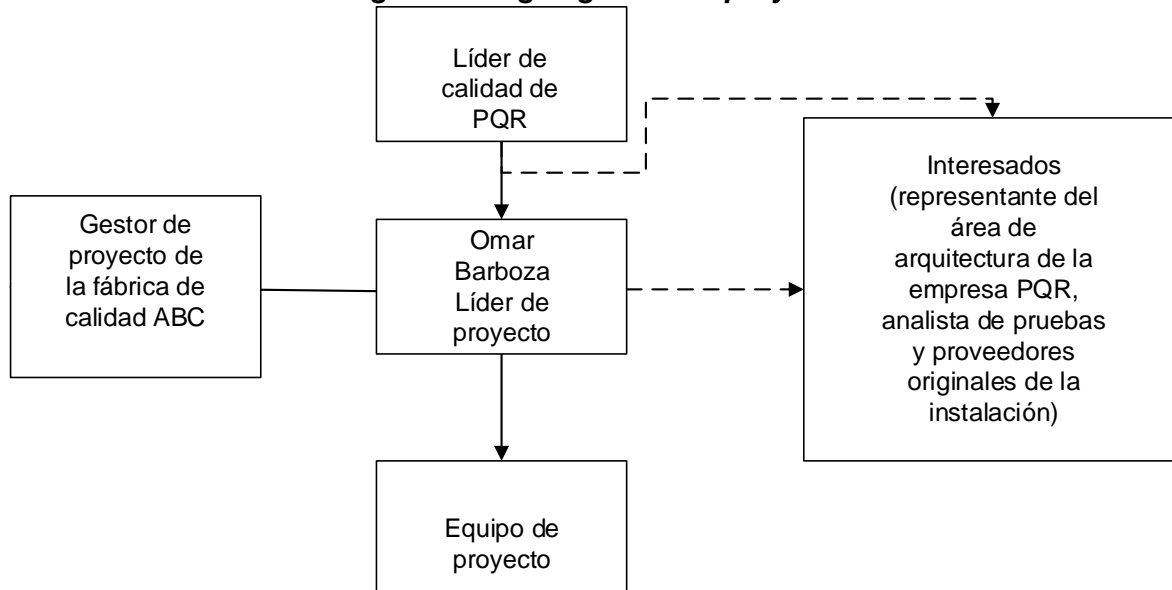 Líder de
calidad de
PQR
Gestor de
proyecto de
la fábrica de
calidad ABC
Omar
Barboza
Líder de
proyecto
Interesados
(representante del
área de
arquitectura de la
empresa PQR,
analista de pruebas
y proveedores
originales de la
instalación)
Equipo de
proyecto